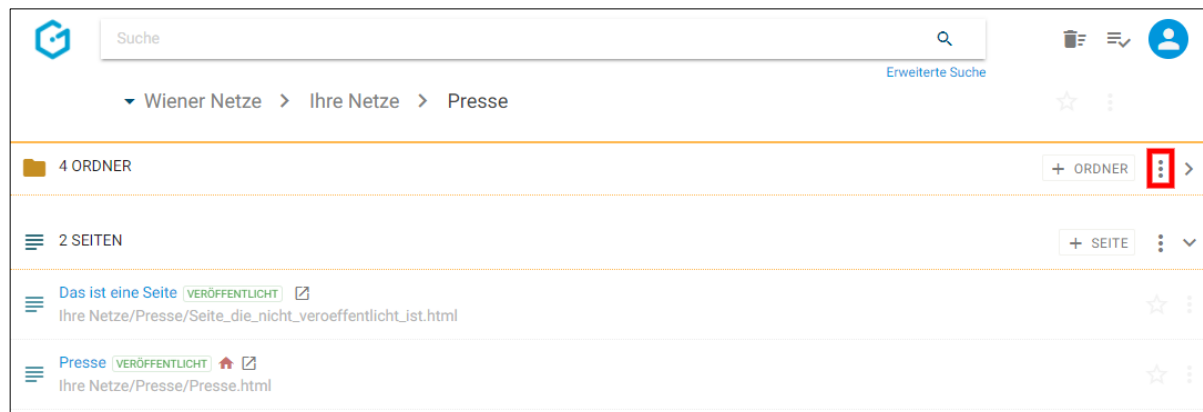 Suche
Erweiterte Suche
Wiener Netze > Ihre Netze > Presse
4 ORDNER
+ ORDNER
2 SEITEN
+ SEITE
Das ist eine Seite VERÖFFENTLICHT
Ihre Netze/Presse/Seite_die_nicht_veroeffentlicht_ist.html
Presse VERÖFFENTLICHT
Ihre Netze/Presse/Presse.html